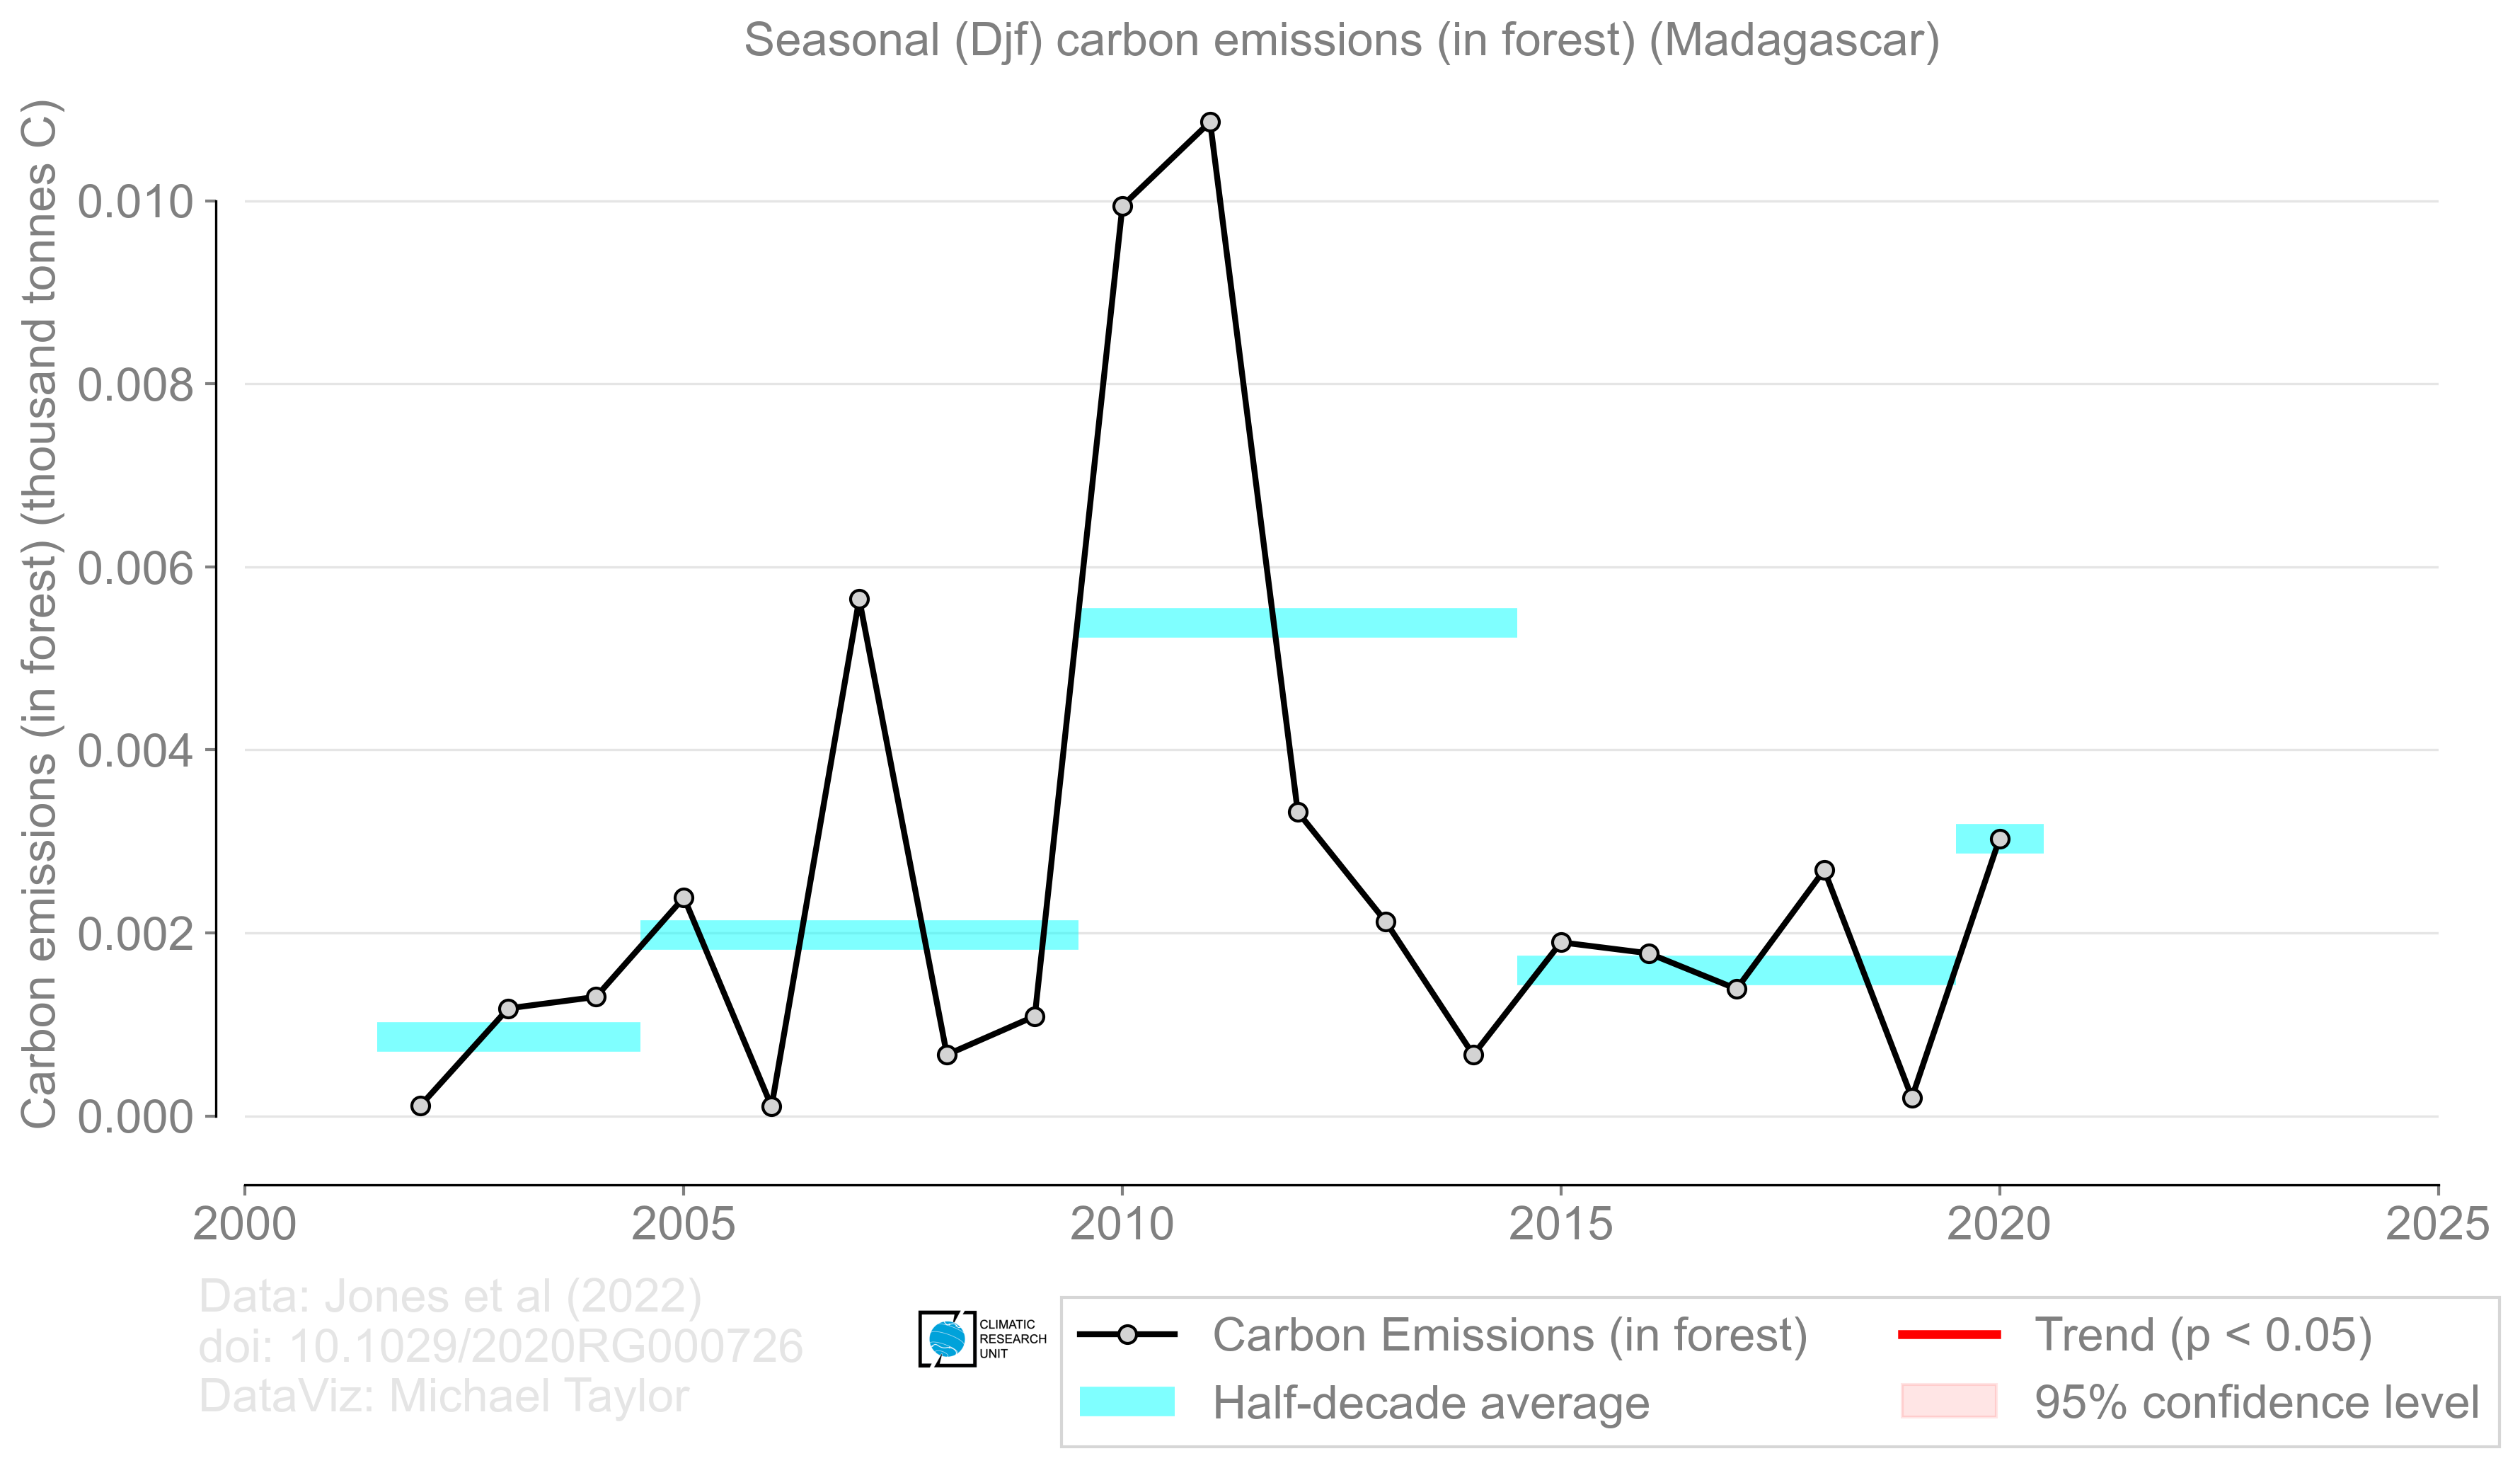 Seasonal (Djf) carbon emissions (in forest) (Madagascar)
Carbon emissions (in forest) (thousand tonnes C)
0.010
0.008
0.006
0.004
0.002
0.000
2000
2005
2010
2015
2020
2025
Data: Jones et al (2022)
doi: 10.1029/2020RG000726
DataViz: Michael Taylor
CLIMATIC
RESEARCH
UNIT
Carbon Emissions (in forest)
Half-decade average
Trend (p < 0.05)
95% confidence level